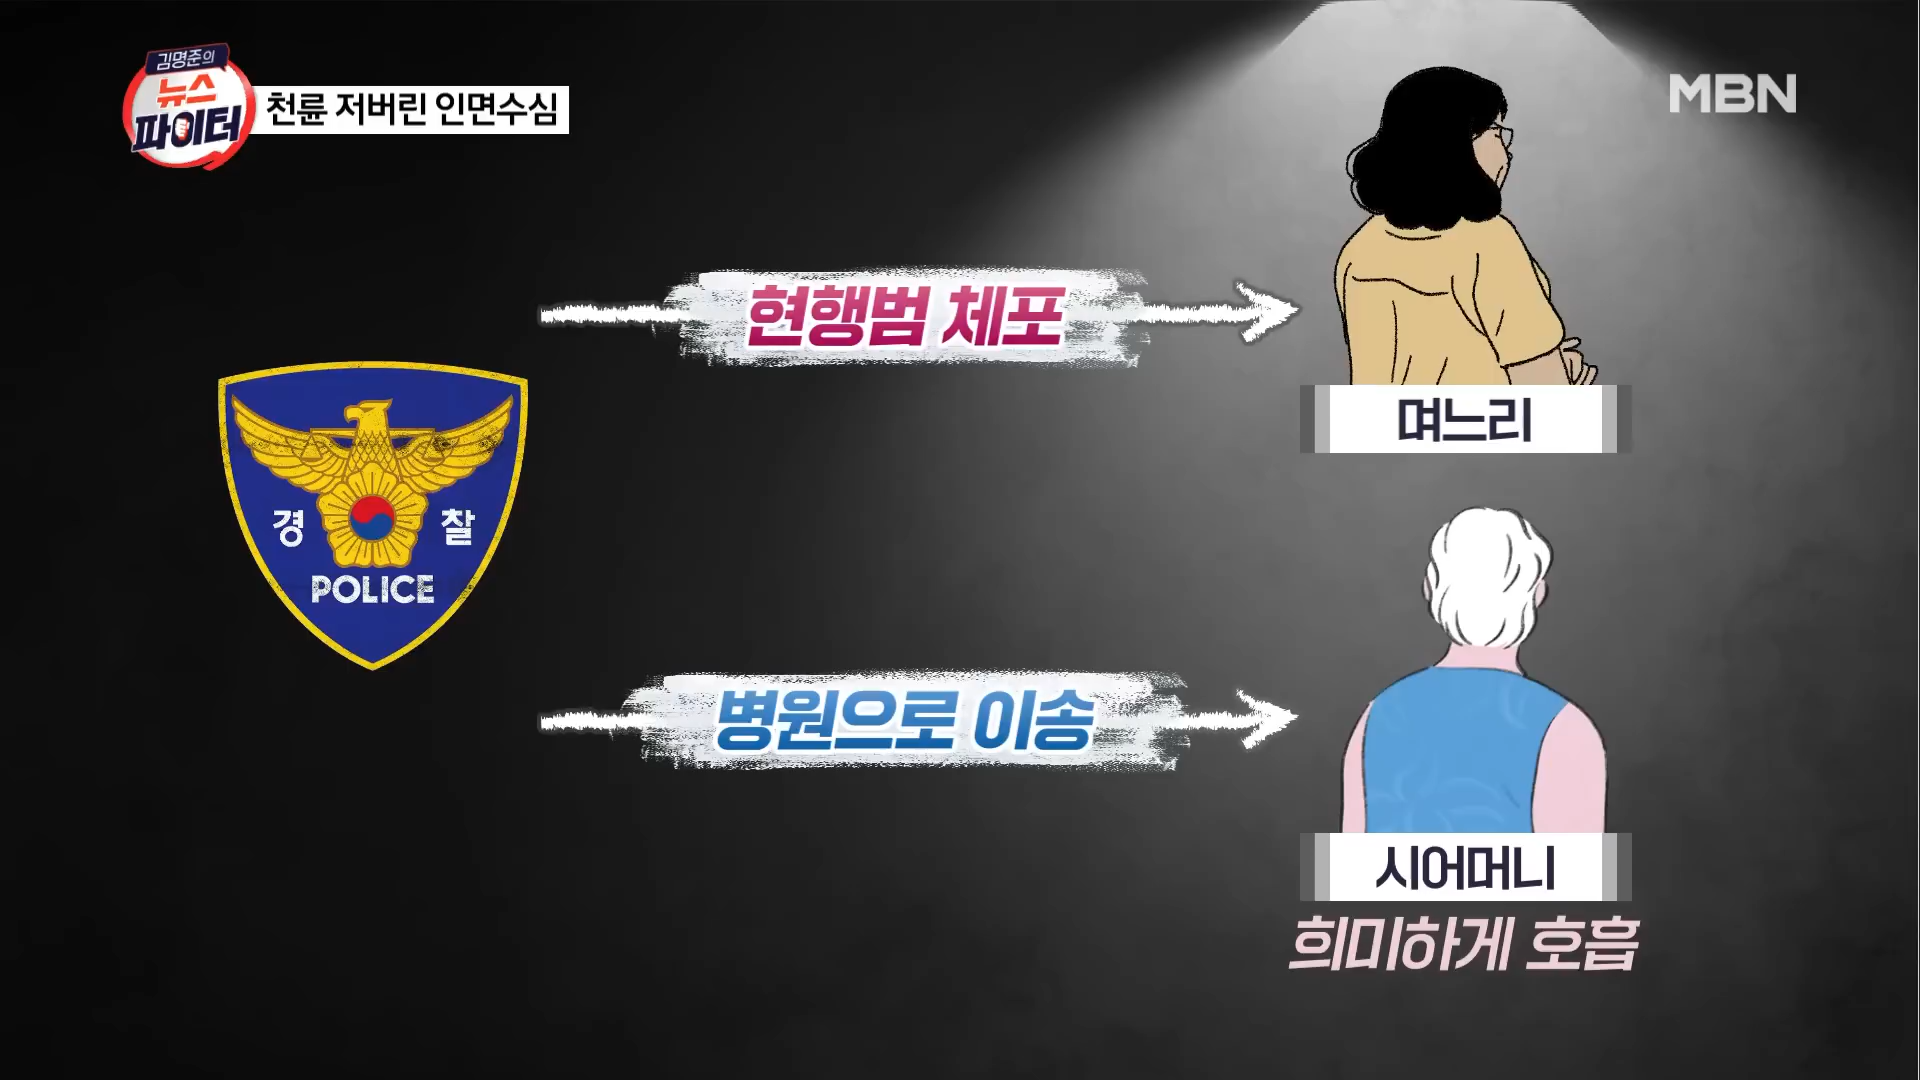 김명준의
뉴스
파이터
천륜 저버린 인면수심
MBN
현행범 체포
며느리
경 찰
POLICE
병원으로 이송
시어머니
희미하게 호흡